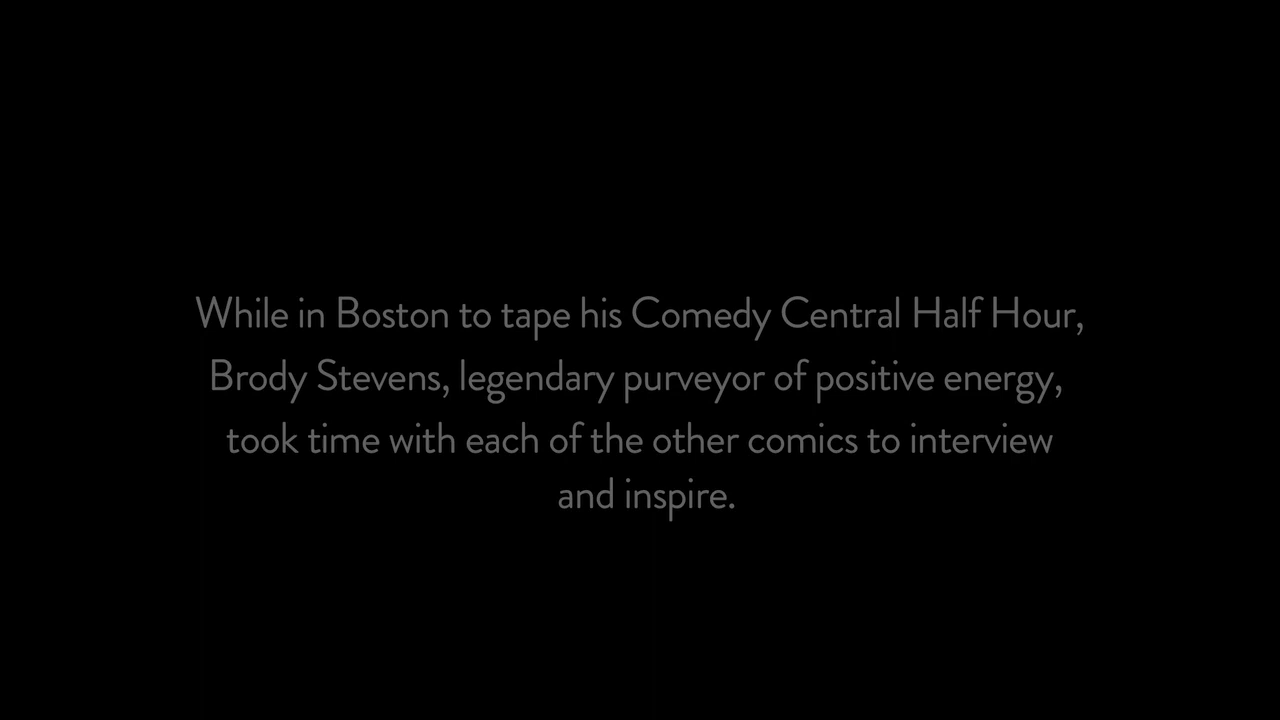 While in Boston to tape his Comedy Central Half Hour,
Brody Stevens, legendary purveyor of positive energy,
took time with each of the other comics to interview
and inspire.